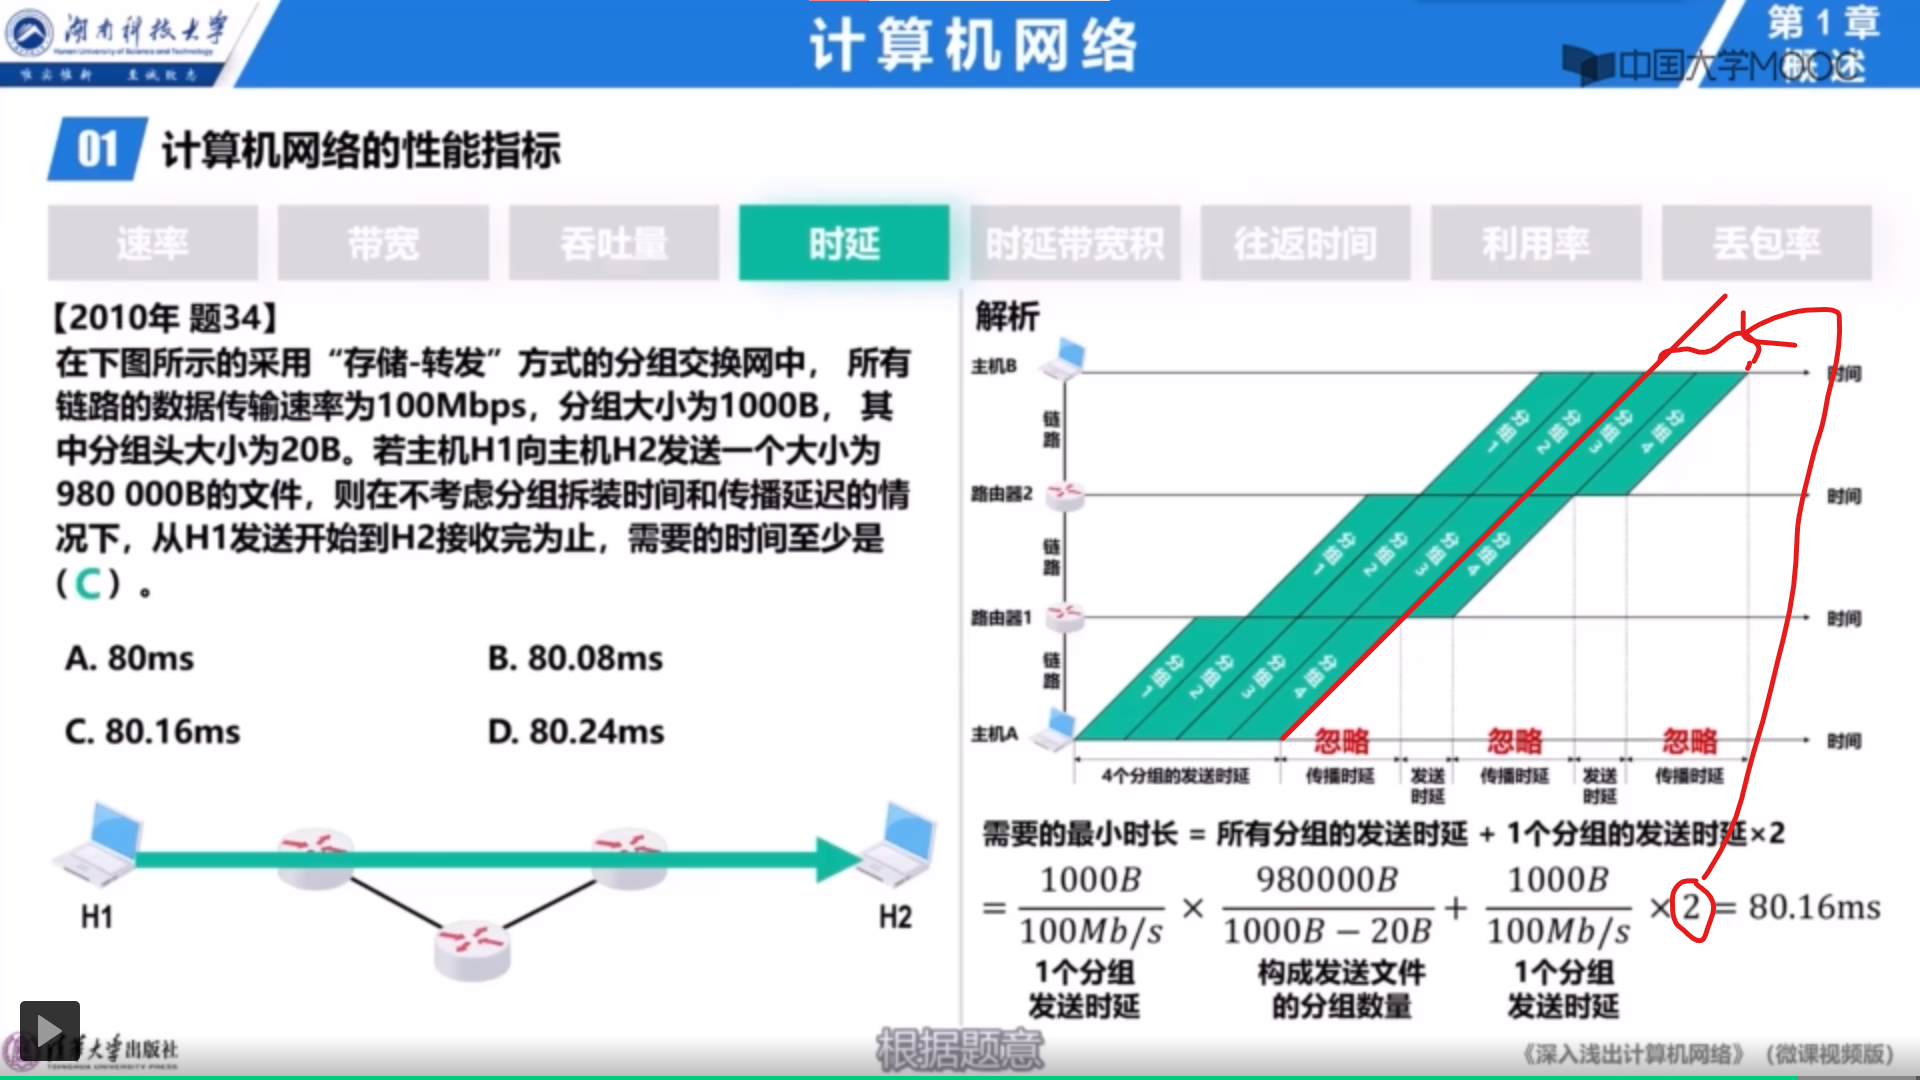 湖南科技大学
Hunan University of Science and Technology
唯实惟新 至诚致志
计算机网络
第1章
概述
中国大学MOOC
01 计算机网络的性能指标
速率 带宽 吞吐量 时延 时延带宽积 往返时间 利用率 丢包率
【2010年 题34】
在下图所示的采用“存储-转发”方式的分组交换网中， 所有
链路的数据传输速率为100Mbps，分组大小为1000B， 其
中分组头大小为20B。若主机H1向主机H2发送一个大小为
980 000B的文件，则在不考虑分组拆装时间和传播延迟的情
况下，从H1发送开始到H2接收完为止，需要的时间至少是
（C）。
A. 80ms B. 80.08ms
C. 80.16ms D. 80.24ms
H1 H2
解析
主机B 时间
链路
分组1 分组2 分组3 分组4
路由器2 时间
链路
分组1 分组2 分组3 分组4
路由器1 时间
链路
分组1 分组2 分组3 分组4
主机A 忽略 忽略 忽略 时间
4个分组的发送时延 传播时延 发送时延 传播时延 发送时延 传播时延
需要的最小时长 = 所有分组的发送时延 + 1个分组的发送时延×2
= 1000B/100Mb/s × 980000B/1000B − 20B + 1000B/100Mb/s × 2 = 80.16ms
1个分组 构成发送文件 1个分组
发送时延 的分组数量 发送时延
清华大学出版社
TSINGHUA UNIVERSITY PRESS
根据题意
《深入浅出计算机网络》（微课视频版）